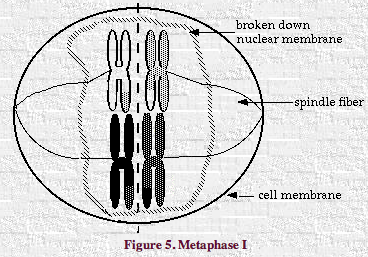 broken down
nuclear membrane
spindle fiber
cell membrane
Figure 5. Metaphase I